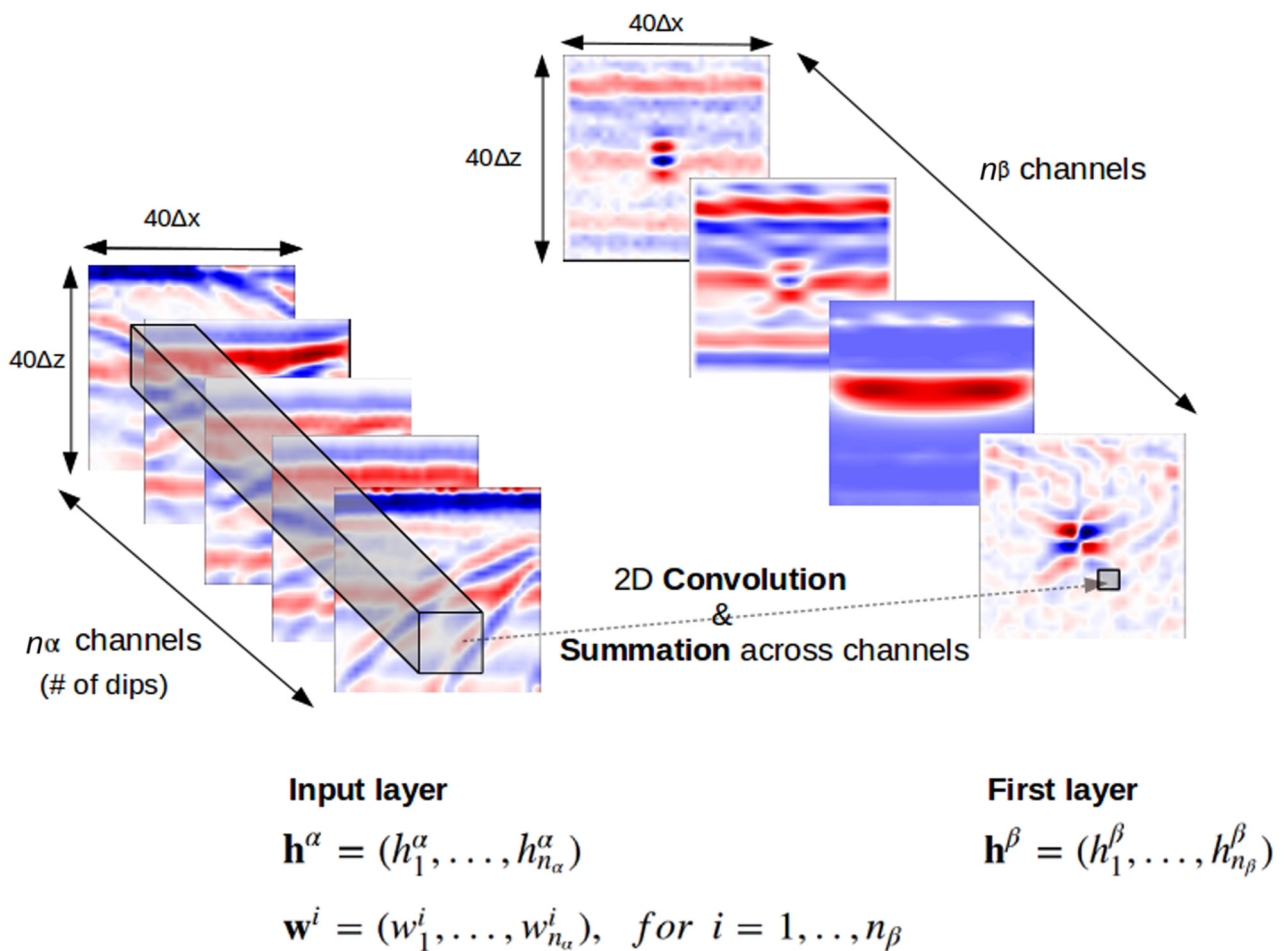 40Δx
40Δz
nβ channels
40Δx
40Δz
nα channels
(# of dips)
2D Convolution
&
Summation across channels
Input layer
First layer
h^α = (h_1^α, . . . , h_{n_α}^α)
h^β = (h_1^β, . . . , h_{n_β}^β)
w^i = (w_1^i, . . . , w_{n_α}^i), for i = 1, . . , n_β